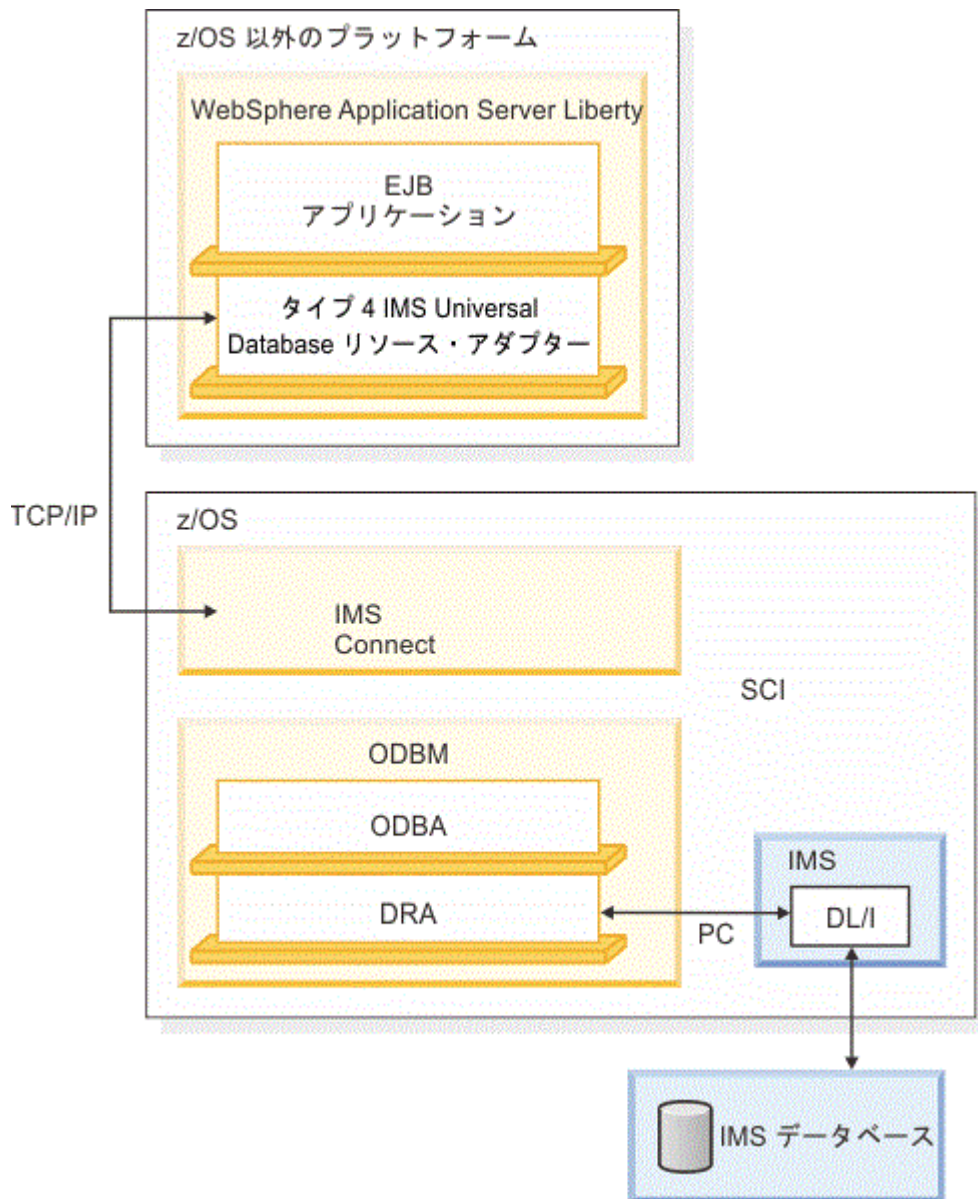 z/OS 以外のプラットフォーム
WebSphere Application Server Liberty
EJB
アプリケーション
タイプ 4 IMS Universal
Database リソース・アダプター
TCP/IP
z/OS
IMS
Connect
SCI
ODBM
ODBA
DRA
PC
IMS
DL/I
IMS データベース